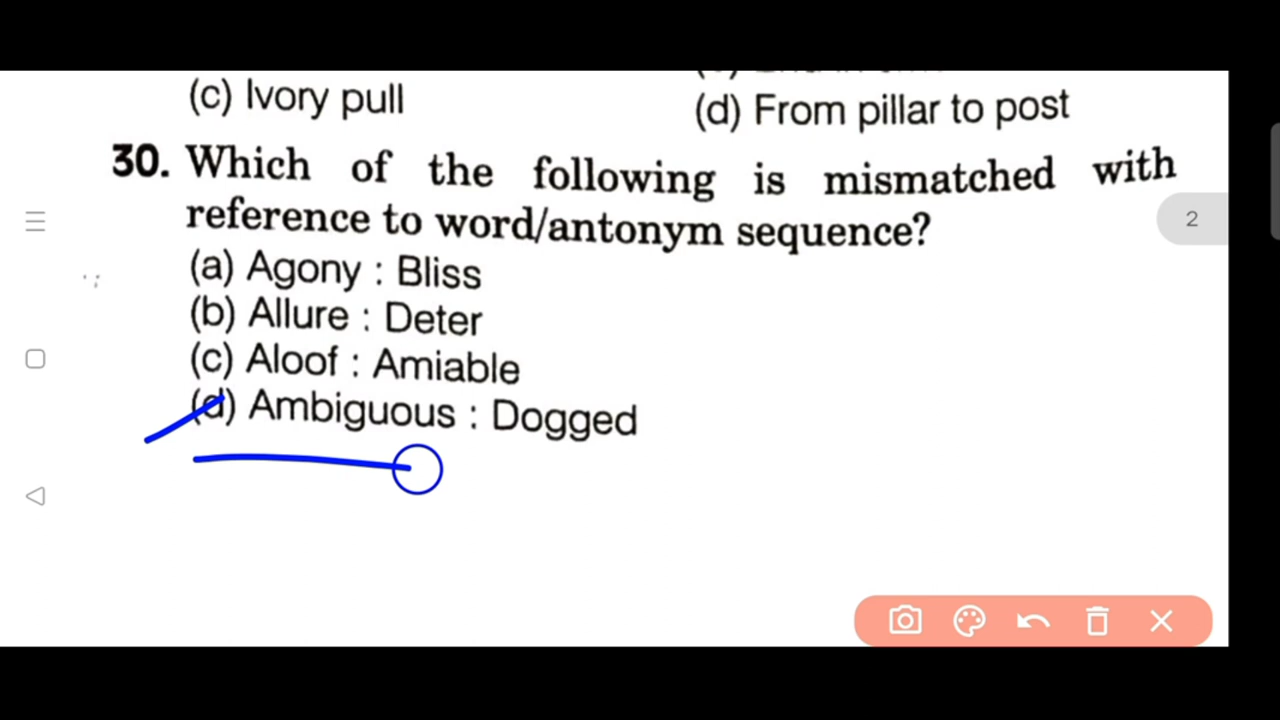 (c) Ivory pull
(d) From pillar to post
30. Which of the following is mismatched with
reference to word/antonym sequence?
(a) Agony : Bliss
(b) Allure : Deter
(c) Aloof : Amiable
(d) Ambiguous : Dogged
2